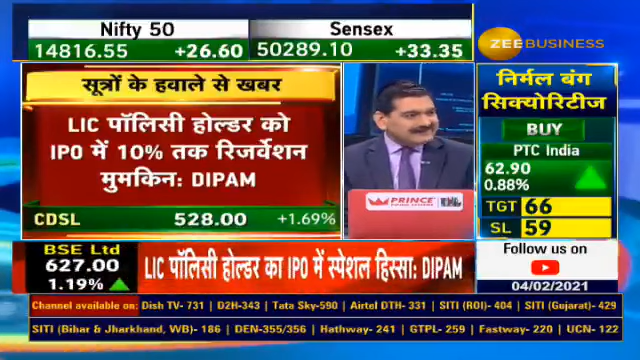 Nifty 50
14816.55 +26.60
Sensex
50289.10 +33.35
ZEE BUSINESS
सूत्रों के हवाले से खबर
LIC पॉलिसी होल्डर को
IPO में 10% तक रिजर्वेशन
मुमकिन: DIPAM
CDSL 528.00 +1.69%
PRINCE
निर्मल बंग
सिक्योरिटीज
BUY
PTC India
62.90
0.88%
TGT 66
SL 59
BSE Ltd
627.00
1.19%
LIC पॉलिसी होल्डर का IPO में स्पेशल हिस्सा: DIPAM
Follow us on
04/02/2021
Channel available on: Dish TV- 731 | D2H-343 | Tata Sky-590 | Airtel DTH- 331 | SITI (ROI)- 404 | SITI (Gujarat)- 429
SITI (Bihar & Jharkhand, WB)- 186 | DEN-355/356 | Hathway- 241 | GTPL- 259 | Fastway- 220 | UCN- 122